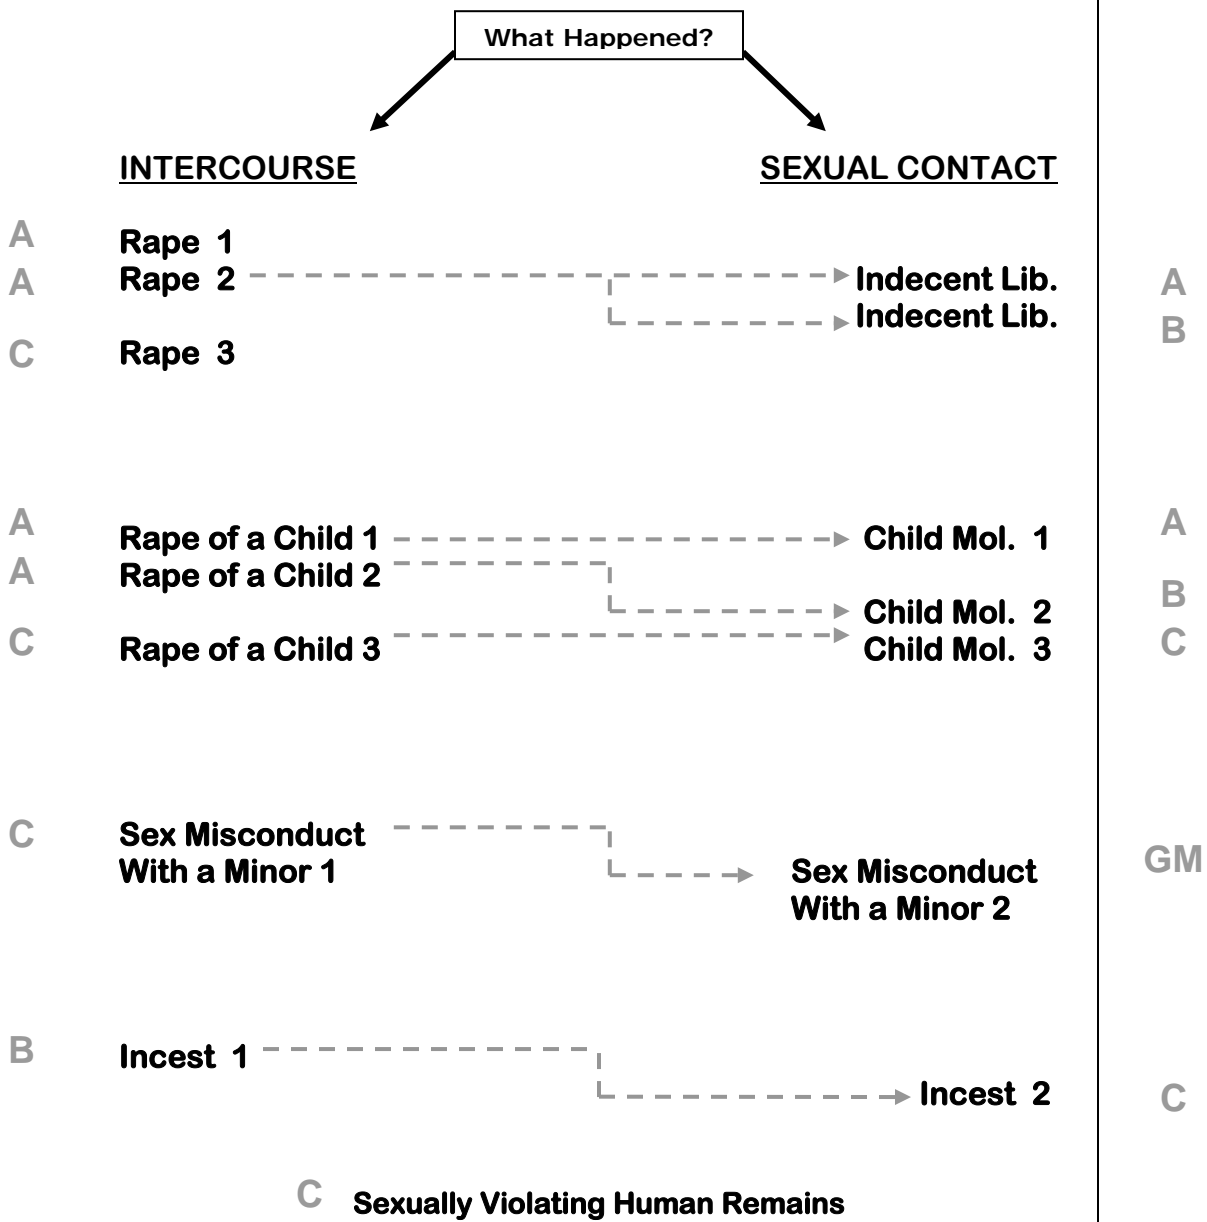 What Happened?
INTERCOURSE SEXUAL CONTACT
A Rape 1
A Rape 2 Indecent Lib. A
Indecent Lib. B
C Rape 3
A Rape of a Child 1 Child Mol. 1 A
A Rape of a Child 2
Child Mol. 2 B
C Rape of a Child 3 Child Mol. 3 C
C Sex Misconduct
With a Minor 1 Sex Misconduct GM
With a Minor 2
B Incest 1
Incest 2 C
C Sexually Violating Human Remains